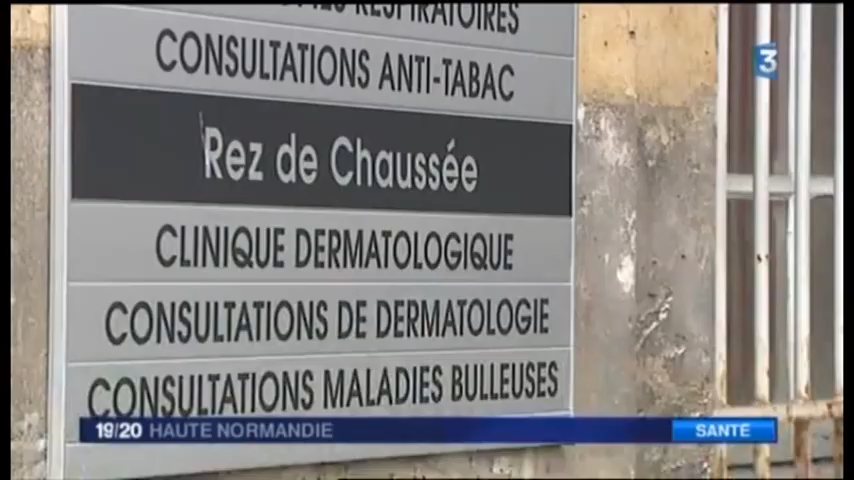 RESPIRATOIRES
CONSULTATIONS ANTI-TABAC
3
Rez de Chaussée
CLINIQUE DERMATOLOGIQUE
CONSULTATIONS DE DERMATOLOGIE
CONSULTATIONS MALADIES BULLEUSES
19/20 HAUTE NORMANDIE SANTÉ